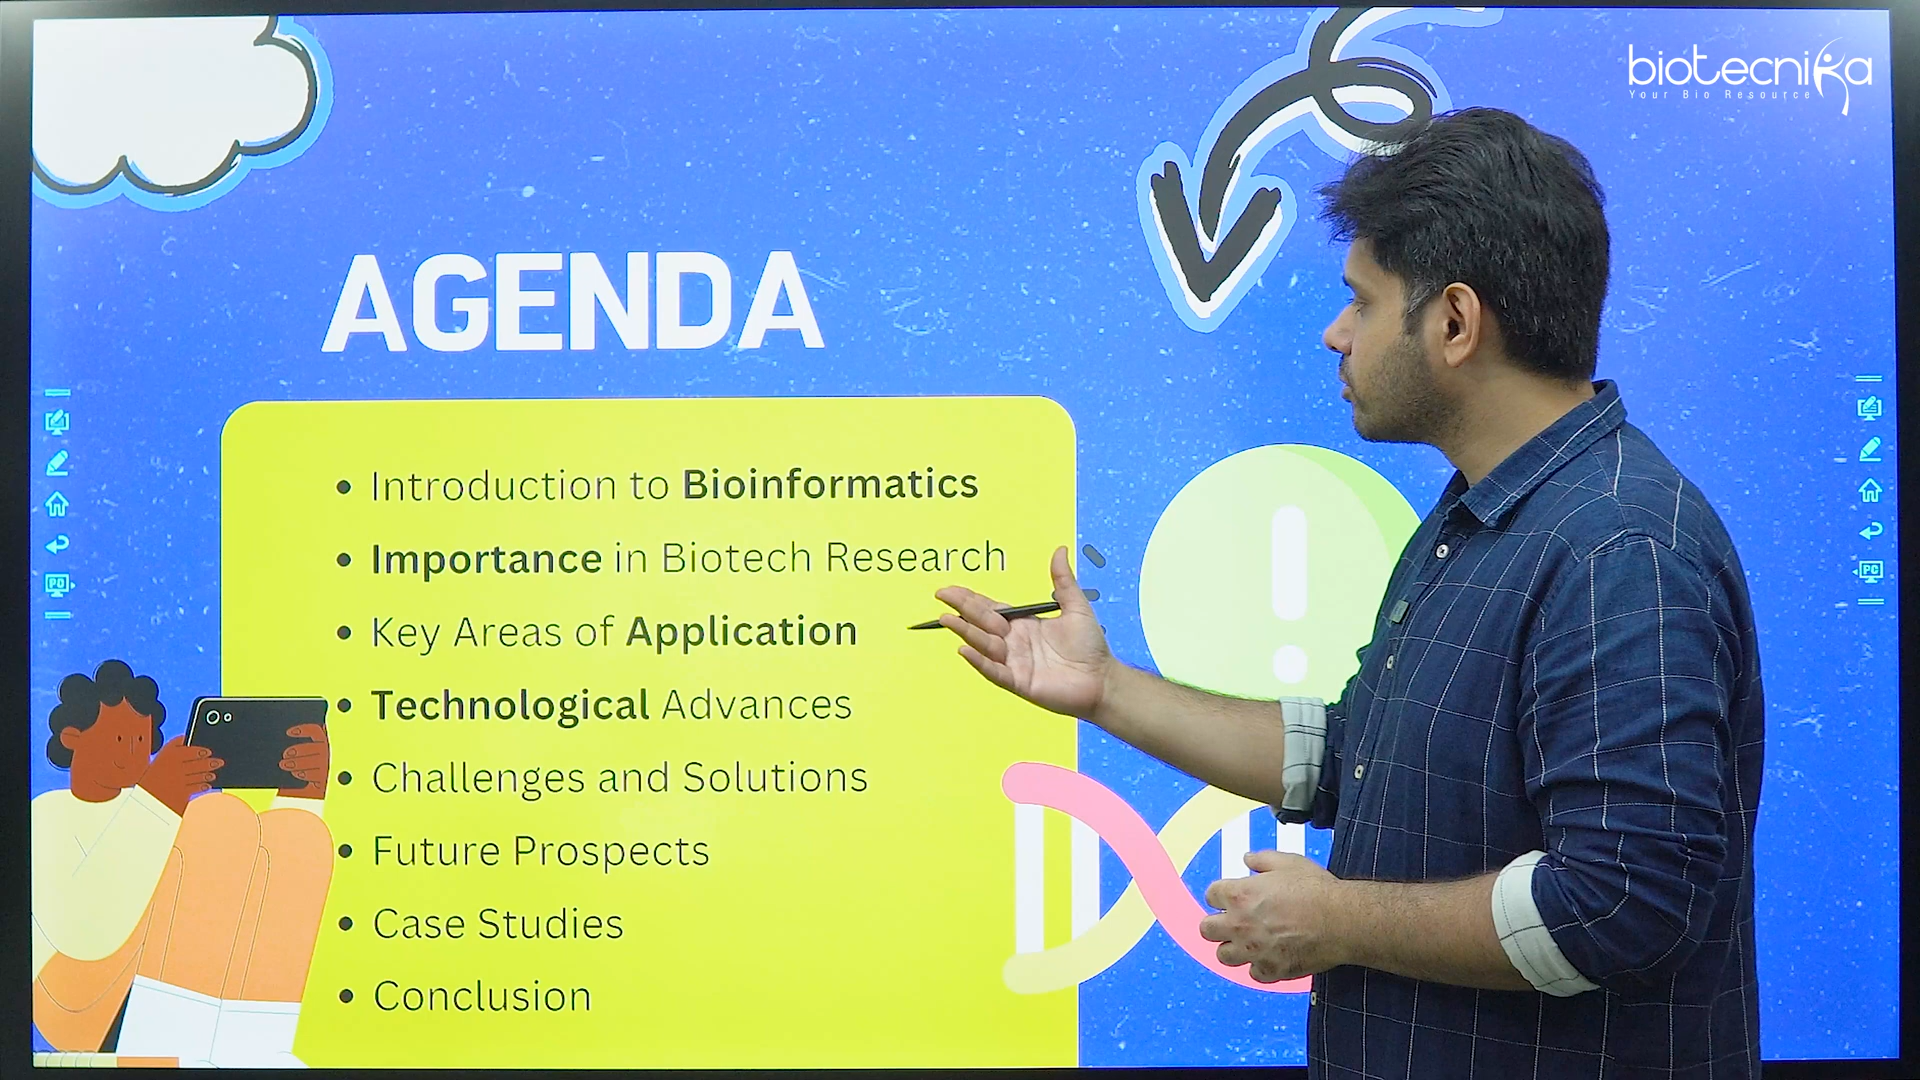 biotecnika
Your Bio Resource
AGENDA
• Introduction to Bioinformatics
• Importance in Biotech Research
• Key Areas of Application
• Technological Advances
• Challenges and Solutions
• Future Prospects
• Case Studies
• Conclusion
PC